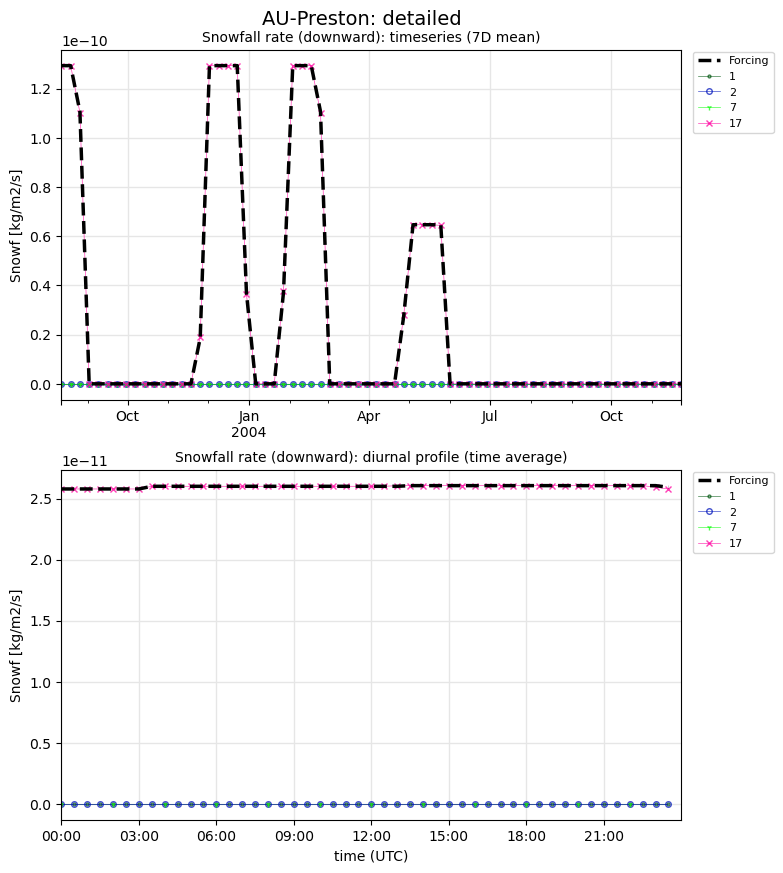 AU-Preston: detailed
Snowfall rate (downward): timeseries (7D mean)
1e−10
Snowf [kg/m2/s]
1.2
1.0
0.8
0.6
0.4
0.2
0.0
Oct
Jan
2004
Apr
Jul
Oct
Forcing
1
2
7
17
Snowfall rate (downward): diurnal profile (time average)
1e−11
Snowf [kg/m2/s]
2.5
2.0
1.5
1.0
0.5
0.0
00:00
03:00
06:00
09:00
12:00
15:00
18:00
21:00
time (UTC)
Forcing
1
2
7
17